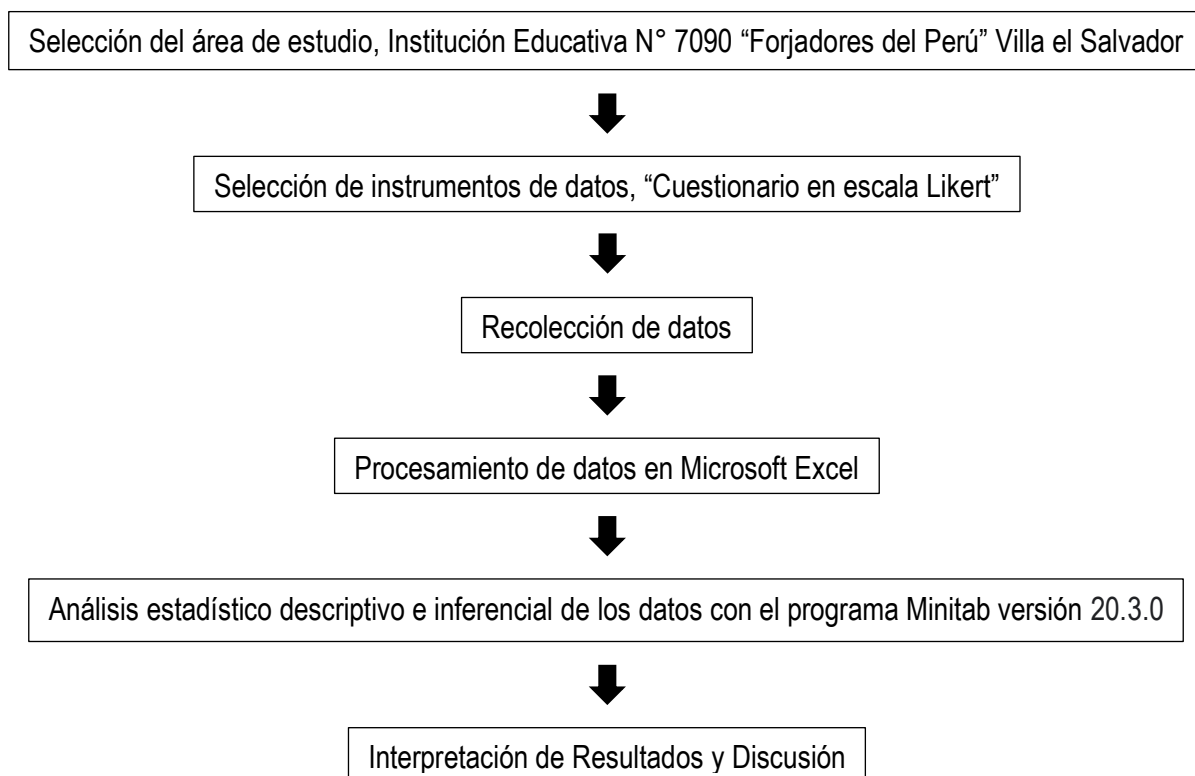 Selección del área de estudio, Institución Educativa N° 7090 “Forjadores del Perú” Villa el Salvador
Selección de instrumentos de datos, “Cuestionario en escala Likert”
Recolección de datos
Procesamiento de datos en Microsoft Excel
Análisis estadístico descriptivo e inferencial de los datos con el programa Minitab versión 20.3.0
Interpretación de Resultados y Discusión